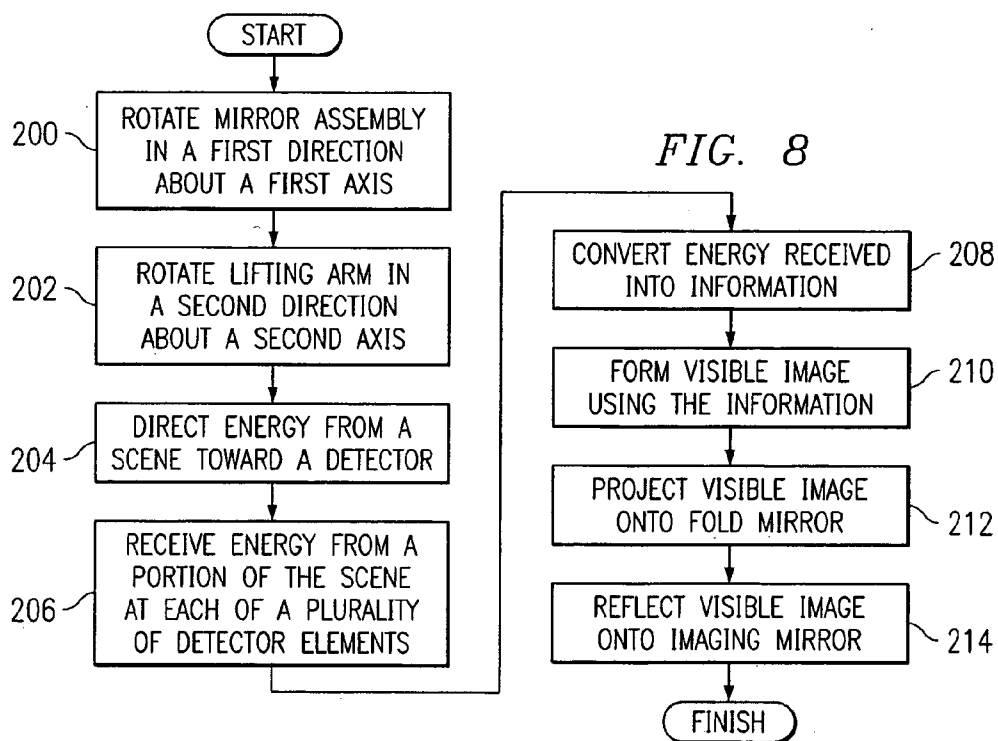 START
200
ROTATE MIRROR ASSEMBLY
IN A FIRST DIRECTION
ABOUT A FIRST AXIS
202
ROTATE LIFTING ARM IN
A SECOND DIRECTION
ABOUT A SECOND AXIS
204
DIRECT ENERGY FROM A
SCENE TOWARD A DETECTOR
206
RECEIVE ENERGY FROM A
PORTION OF THE SCENE
AT EACH OF A PLURALITY
OF DETECTOR ELEMENTS
FIG. 8
CONVERT ENERGY RECEIVED
INTO INFORMATION
208
FORM VISIBLE IMAGE
USING THE INFORMATION
210
PROJECT VISIBLE IMAGE
ONTO FOLD MIRROR
212
REFLECT VISIBLE IMAGE
ONTO IMAGING MIRROR
214
FINISH